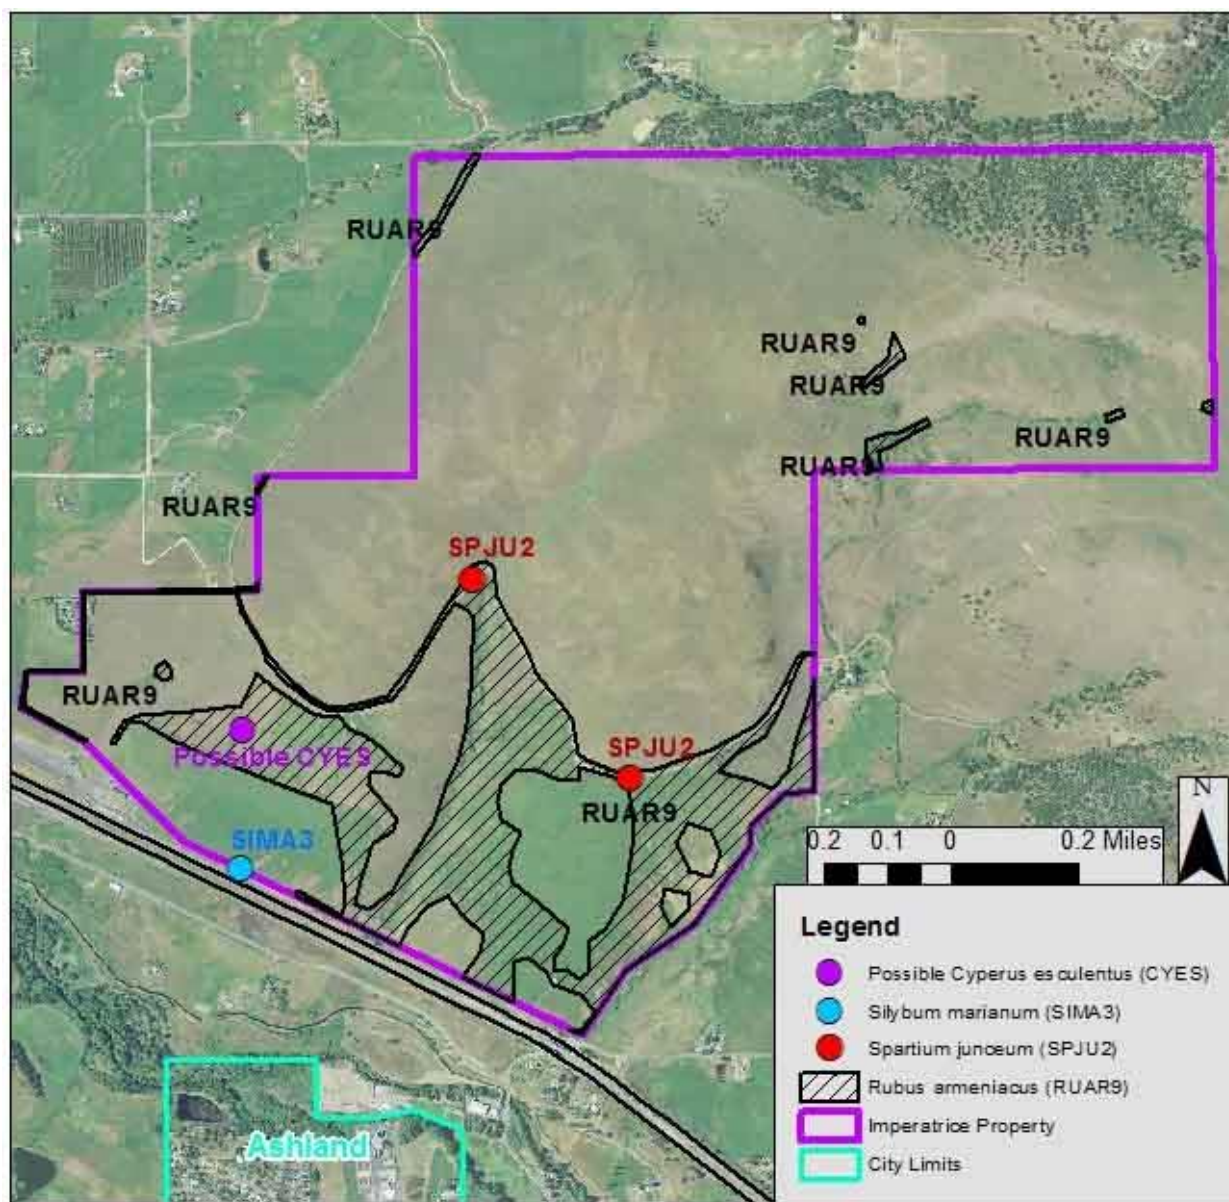 RUAR9
RUAR9
RUAR9
RUAR9
RUAR9
RUAR9
SPJU2
RUAR9
SPJU2
Possible CYES
RUAR9
SIMA3
N
0.2 0.1 0 0.2 Miles
Legend
Possible Cyperus esculentus (CYES)
Silybum marianum (SIMA3)
Spartium junceum (SPJU2)
Rubus armeniacus (RUAR9)
Imperatrice Property
City Limits
Ashland